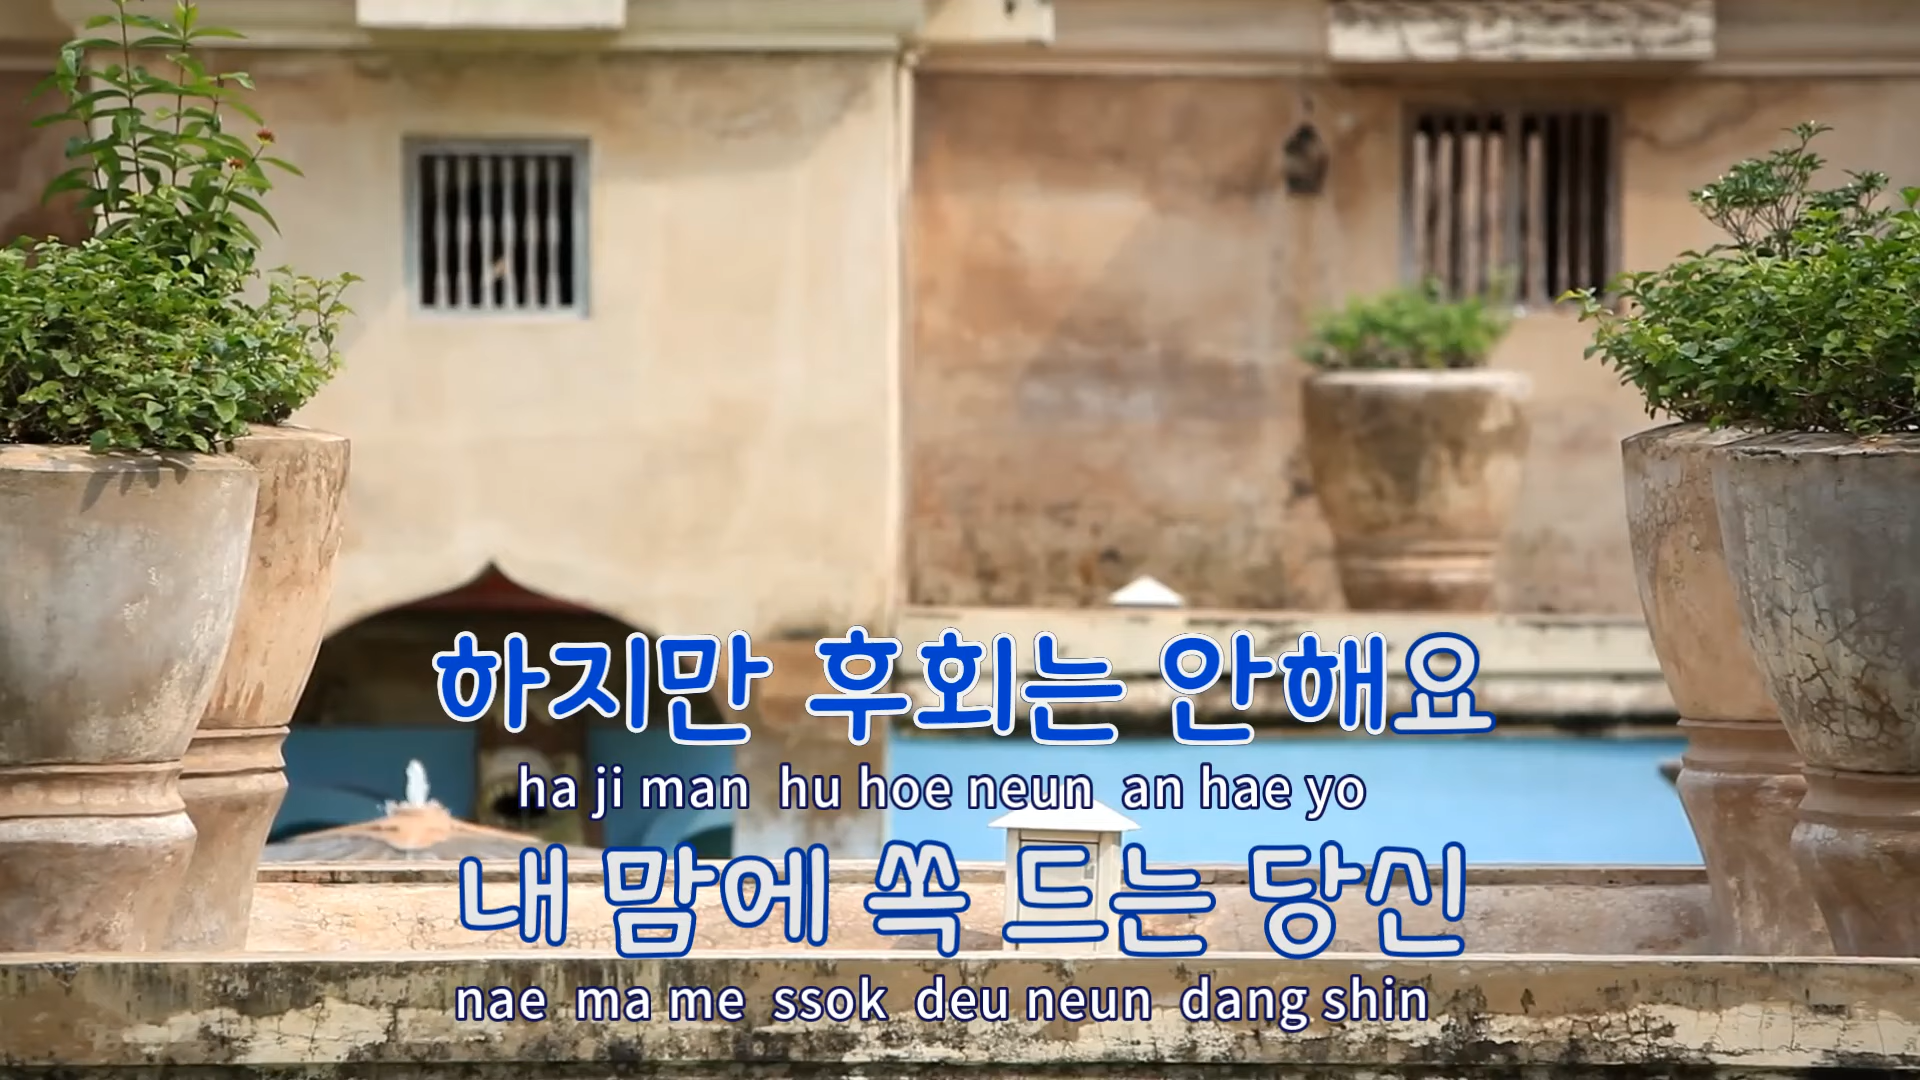 하지만 후회는 안해요
ha ji man hu hoe neun an hae yo
내 맘에 쏙 드는 당신
nae ma me ssok deu neun dang shin